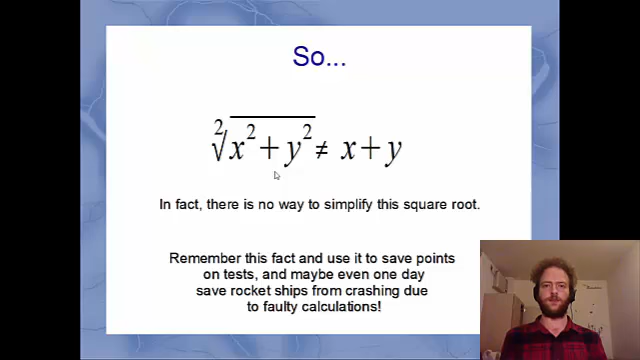 So...
²√x² + y² ≠ x + y
In fact, there is no way to simplify this square root.
Remember this fact and use it to save points
on tests, and maybe even one day
save rocket ships from crashing due
to faulty calculations!